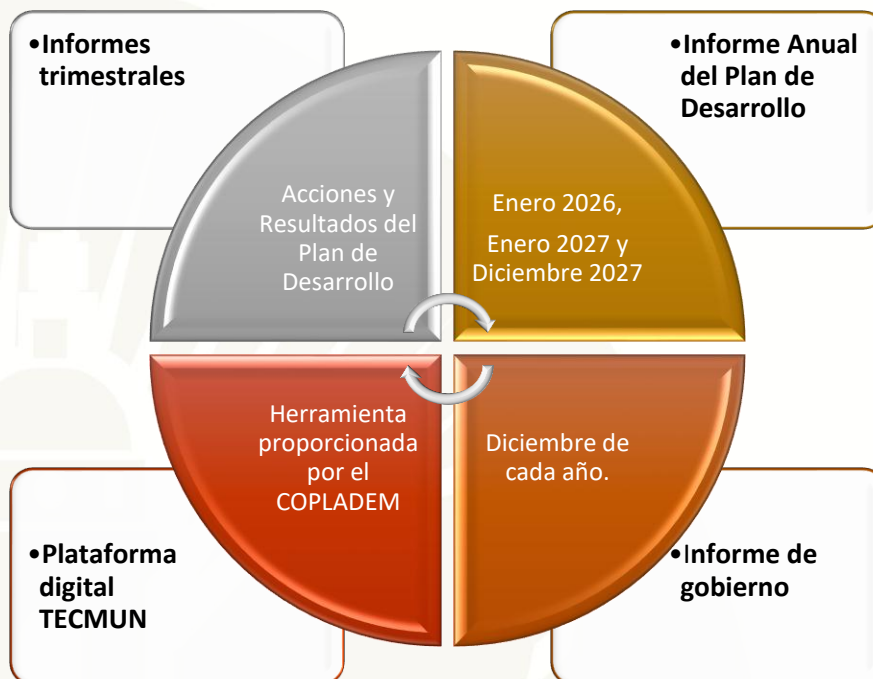 •Informes
trimestrales
Acciones y
Resultados del
Plan de
Desarrollo
•Informe Anual
del Plan de
Desarrollo
Enero 2026,
Enero 2027 y
Diciembre 2027
Herramienta
proporcionada
por el
COPLADEM
•Plataforma
digital
TECMUN
Diciembre de
cada año.
•Informe de
gobierno